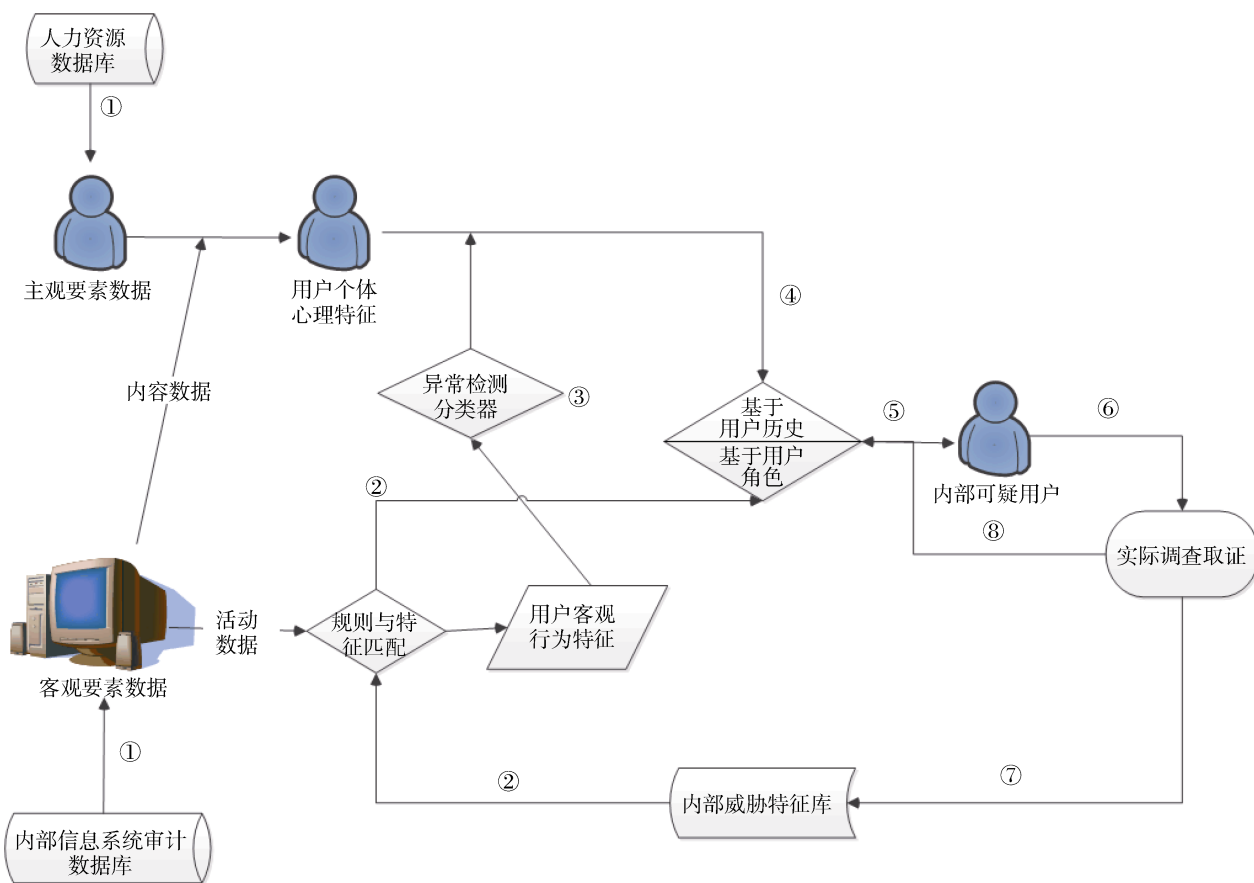 人力资源
数据库
①
主观要素数据
用户个体
心理特征
④
内容数据
异常检测
分类器
③
基于
用户历史
基于用户
角色
⑤
⑥
内部可疑用户
②
⑧
实际调查取证
活动
数据
规则与特
征匹配
用户客观
行为特征
客观要素数据
①
②
内部威胁特征库
⑦
内部信息系统审计
数据库